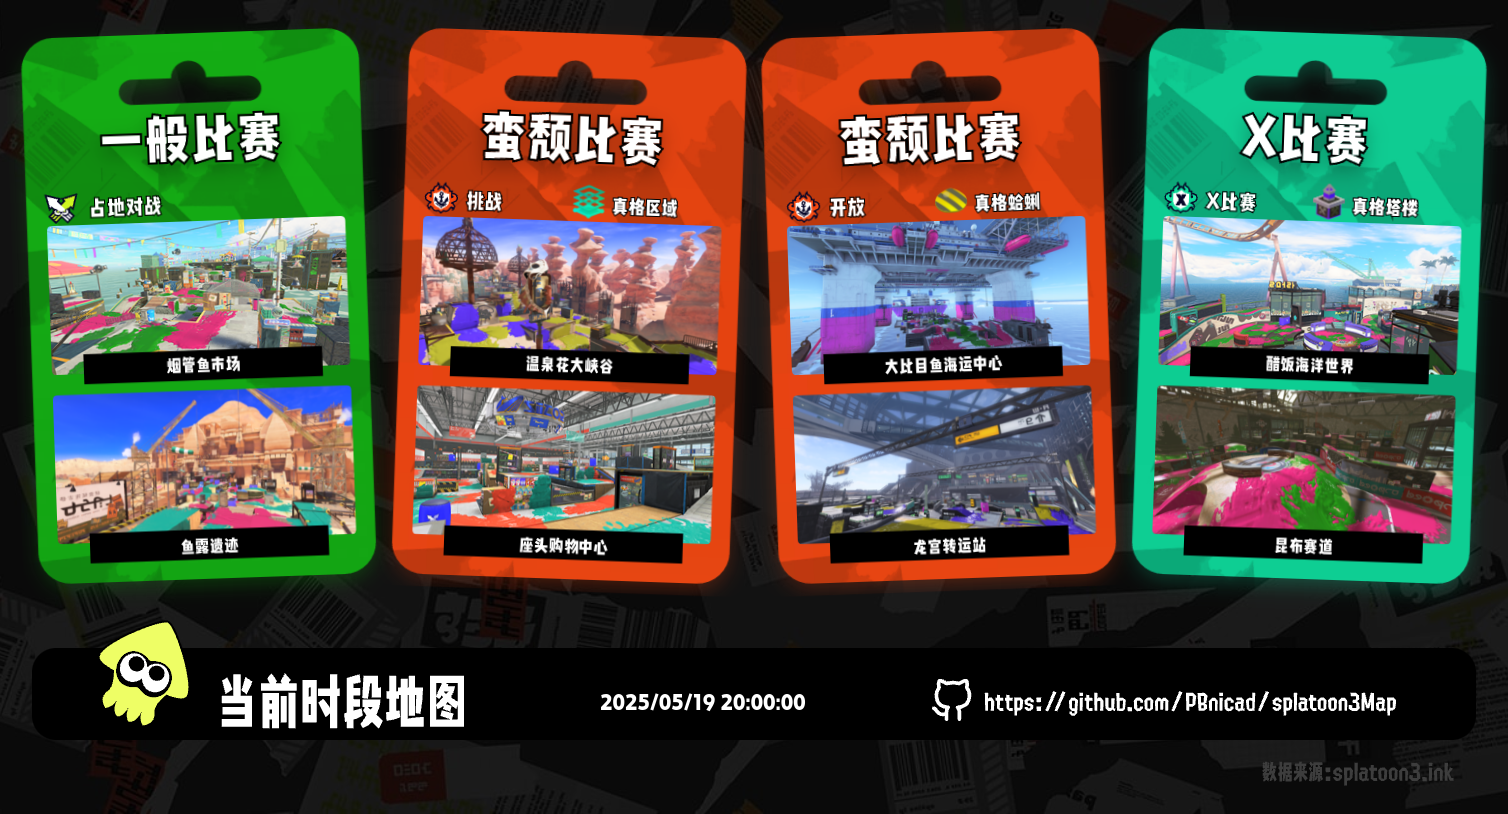 一般比赛
占地对战
烟管鱼市场
鱼露遗迹
蛮颓比赛
挑战
真格区域
温泉花大峡谷
座头购物中心
蛮颓比赛
开放
真格蛤蜊
大比目鱼海运中心
龙宫转运站
X比赛
X比赛
真格塔楼
醋饭海洋世界
昆布赛道
当前时段地图
2025/05/19 20:00:00
https://github.com/PBnicad/splatoon3Map
数据来源:splatoon3.ink